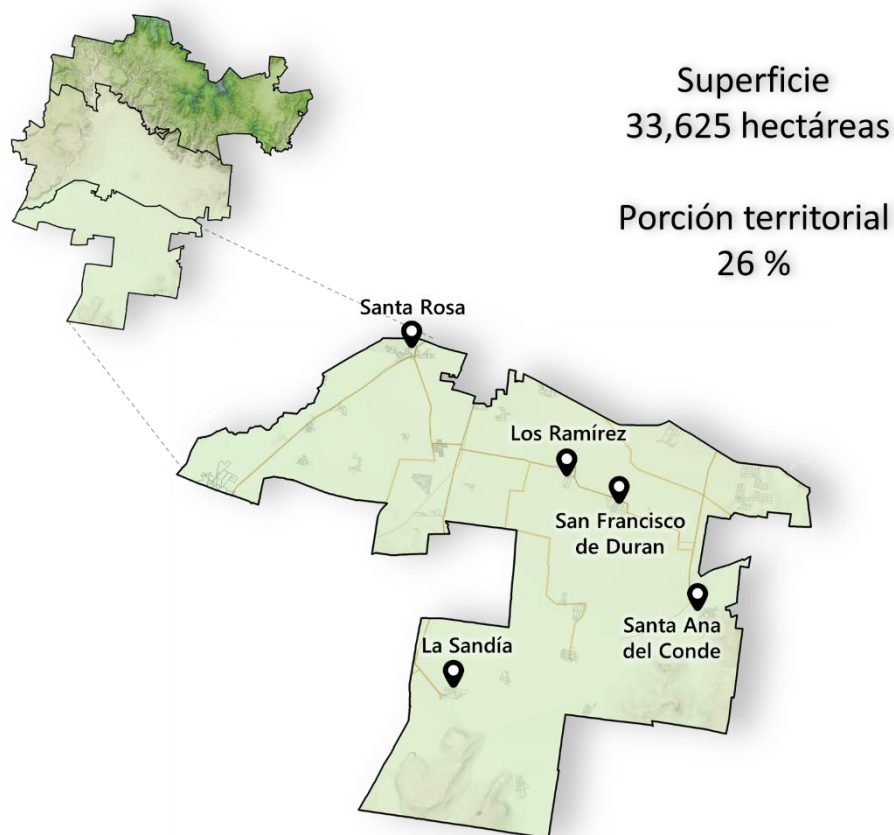 Superficie
33,625 hectáreas
Porción territorial
26 %
Santa Rosa
Los Ramírez
San Francisco
de Duran
Santa Ana
del Conde
La Sandía